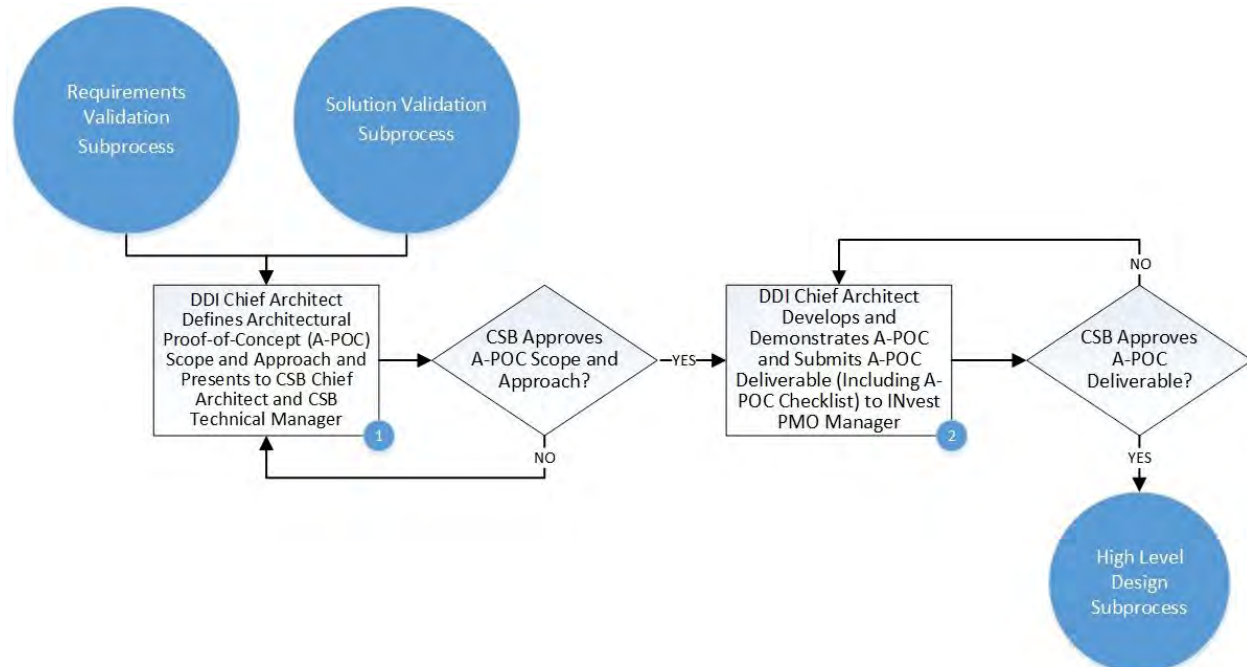 Requirements
Validation
Subprocess
Solution Validation
Subprocess
DDI Chief Architect
Defines Architectural
Proof-of-Concept (A-POC)
Scope and Approach and
Presents to CSB Chief
Architect and CSB
Technical Manager
1
CSB Approves
A-POC Scope and
Approach?
YES
NO
DDI Chief Architect
Develops and
Demonstrates A-POC
and Submits A-POC
Deliverable (Including A-
POC Checklist) to INvest
PMO Manager
2
NO
CSB Approves
A-POC
Deliverable?
YES
High Level
Design
Subprocess